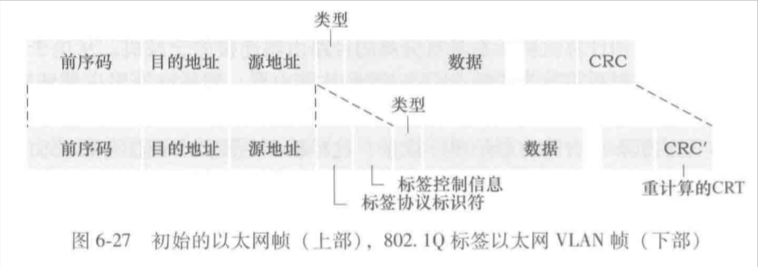 类型
前序码 目的地址 源地址 数据 CRC
类型
前序码 目的地址 源地址 数据 CRC′
标签控制信息
标签协议标识符
重计算的CRT
图 6-27 初始的以太网帧(上部),802.1Q 标签以太网 VLAN 帧(下部)